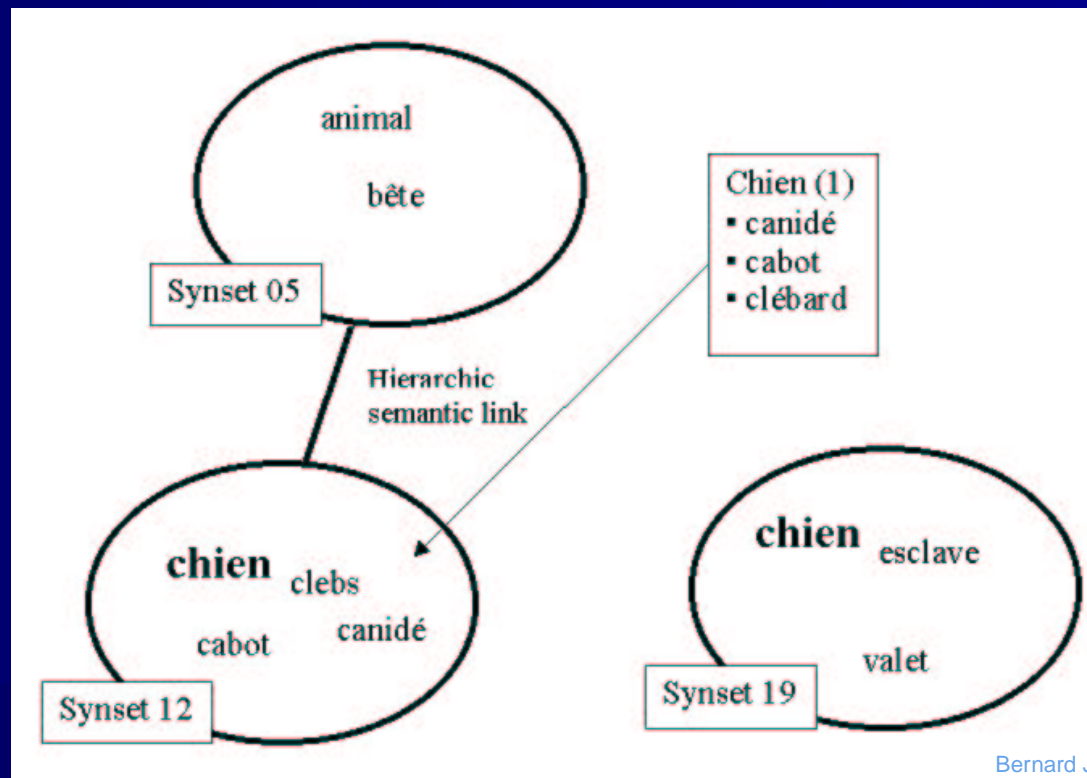 animal
bête
Synset 05
Chien (1)
▪ canidé
▪ cabot
▪ clébard
Hierarchic
semantic link
chien
clebs
canidé
cabot
Synset 12
chien
esclave
valet
Synset 19
Bernard J